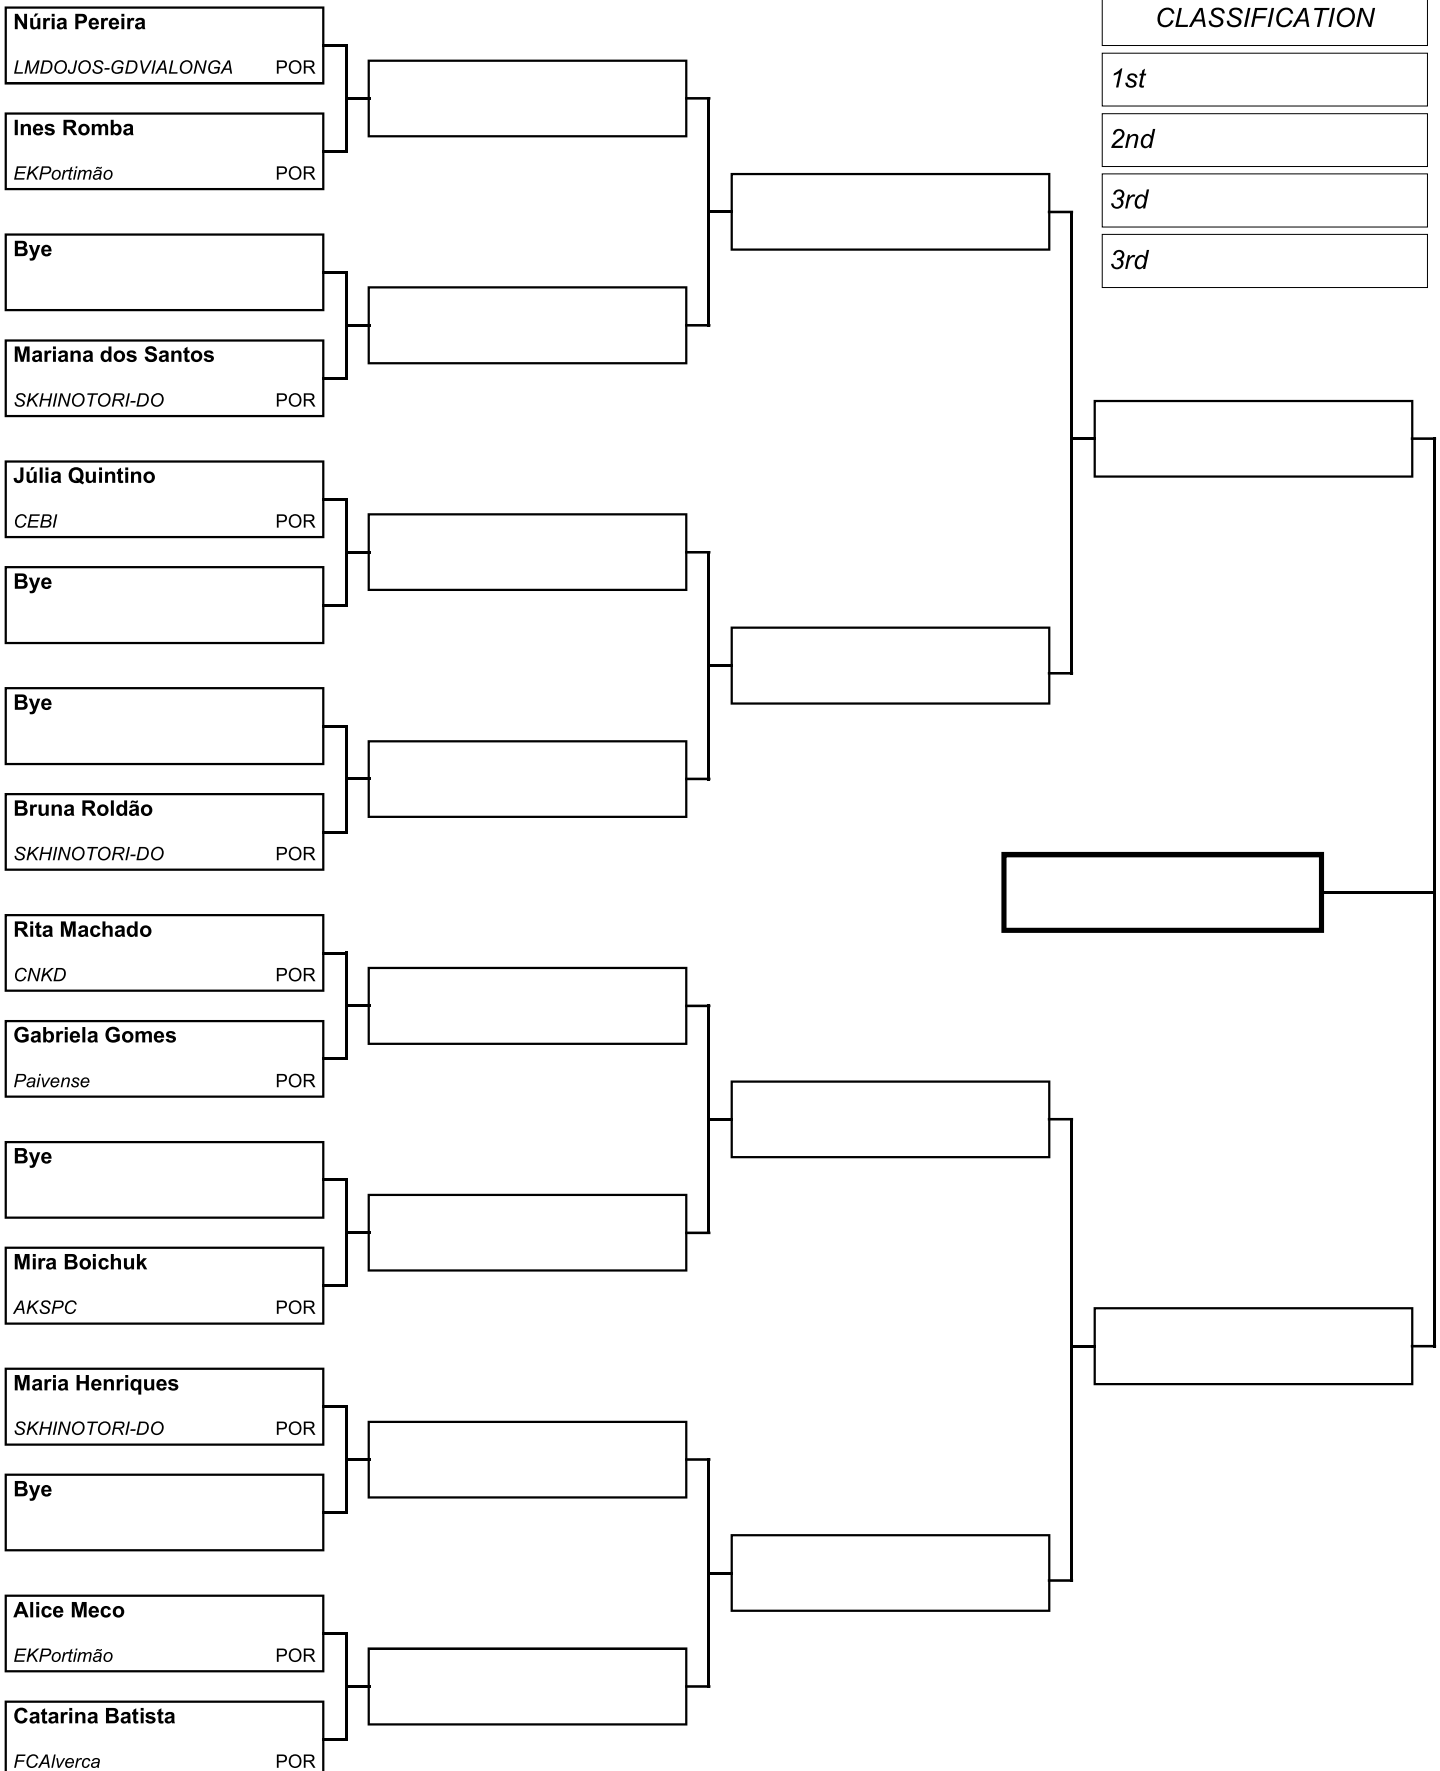 Núria Pereira
LMDOJOS-GDVIALONGA POR
Ines Romba
EKPortimão POR
Bye
Mariana dos Santos
SKHINOTORI-DO POR
Júlia Quintino
CEBI POR
Bye
Bye
Bruna Roldão
SKHINOTORI-DO POR
Rita Machado
CNKD POR
Gabriela Gomes
Paivense POR
Bye
Mira Boichuk
AKSPC POR
Maria Henriques
SKHINOTORI-DO POR
Bye
Alice Meco
EKPortimão POR
Catarina Batista
FCAlverca POR
CLASSIFICATION
1st
2nd
3rd
3rd